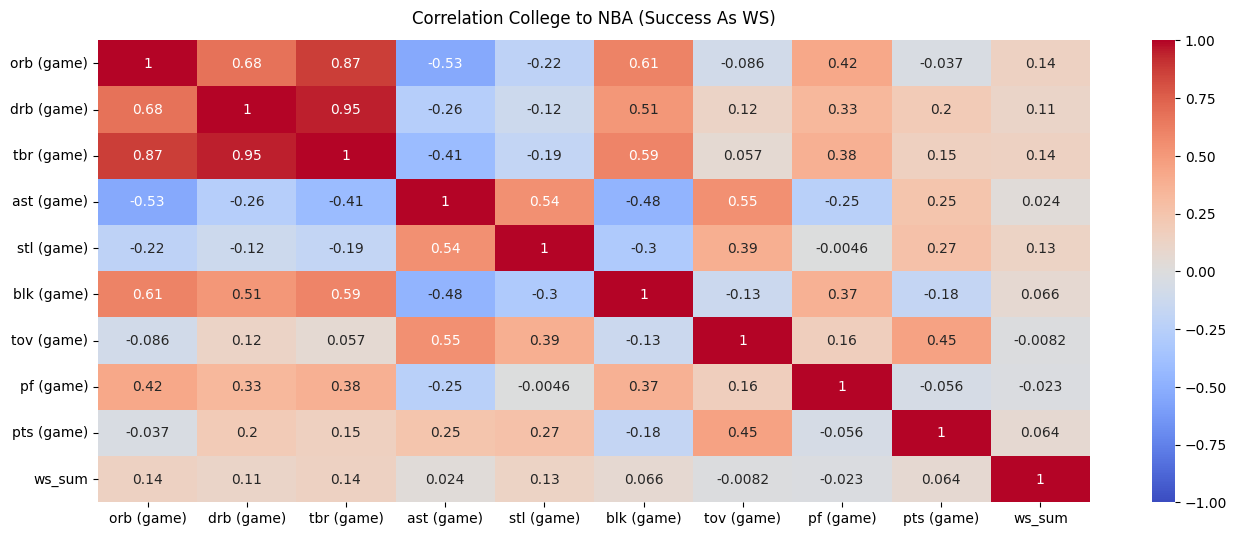 Correlation College to NBA (Success As WS)
orb (game) 1 0.68 0.87 -0.53 -0.22 0.61 -0.086 0.42 -0.037 0.14
drb (game) 0.68 1 0.95 -0.26 -0.12 0.51 0.12 0.33 0.2 0.11
tbr (game) 0.87 0.95 1 -0.41 -0.19 0.59 0.057 0.38 0.15 0.14
ast (game) -0.53 -0.26 -0.41 1 0.54 -0.48 0.55 -0.25 0.25 0.024
stl (game) -0.22 -0.12 -0.19 0.54 1 -0.3 0.39 -0.0046 0.27 0.13
blk (game) 0.61 0.51 0.59 -0.48 -0.3 1 -0.13 0.37 -0.18 0.066
tov (game) -0.086 0.12 0.057 0.55 0.39 -0.13 1 0.16 0.45 -0.0082
pf (game) 0.42 0.33 0.38 -0.25 -0.0046 0.37 0.16 1 -0.056 -0.023
pts (game) -0.037 0.2 0.15 0.25 0.27 -0.18 0.45 -0.056 1 0.064
ws_sum 0.14 0.11 0.14 0.024 0.13 0.066 -0.0082 -0.023 0.064 1
orb (game) drb (game) tbr (game) ast (game) stl (game) blk (game) tov (game) pf (game) pts (game) ws_sum
1.00
0.75
0.50
0.25
0.00
−0.25
−0.50
−0.75
−1.00